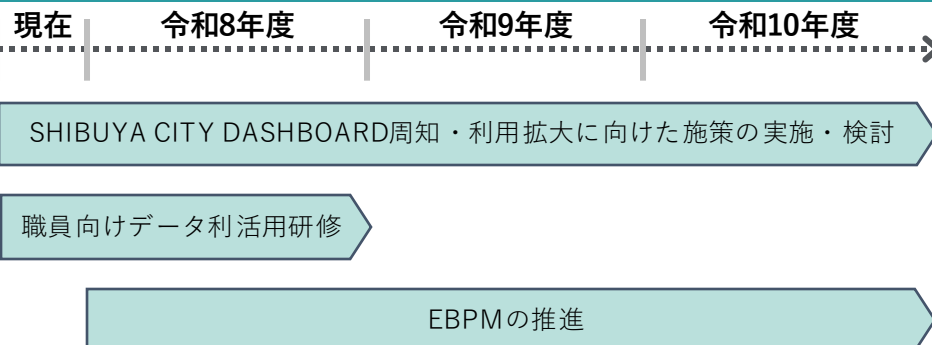 現在 令和8年度 令和9年度 令和10年度
SHIBUYA CITY DASHBOARD周知・利用拡大に向けた施策の実施・検討
職員向けデータ利活用研修
EBPMの推進